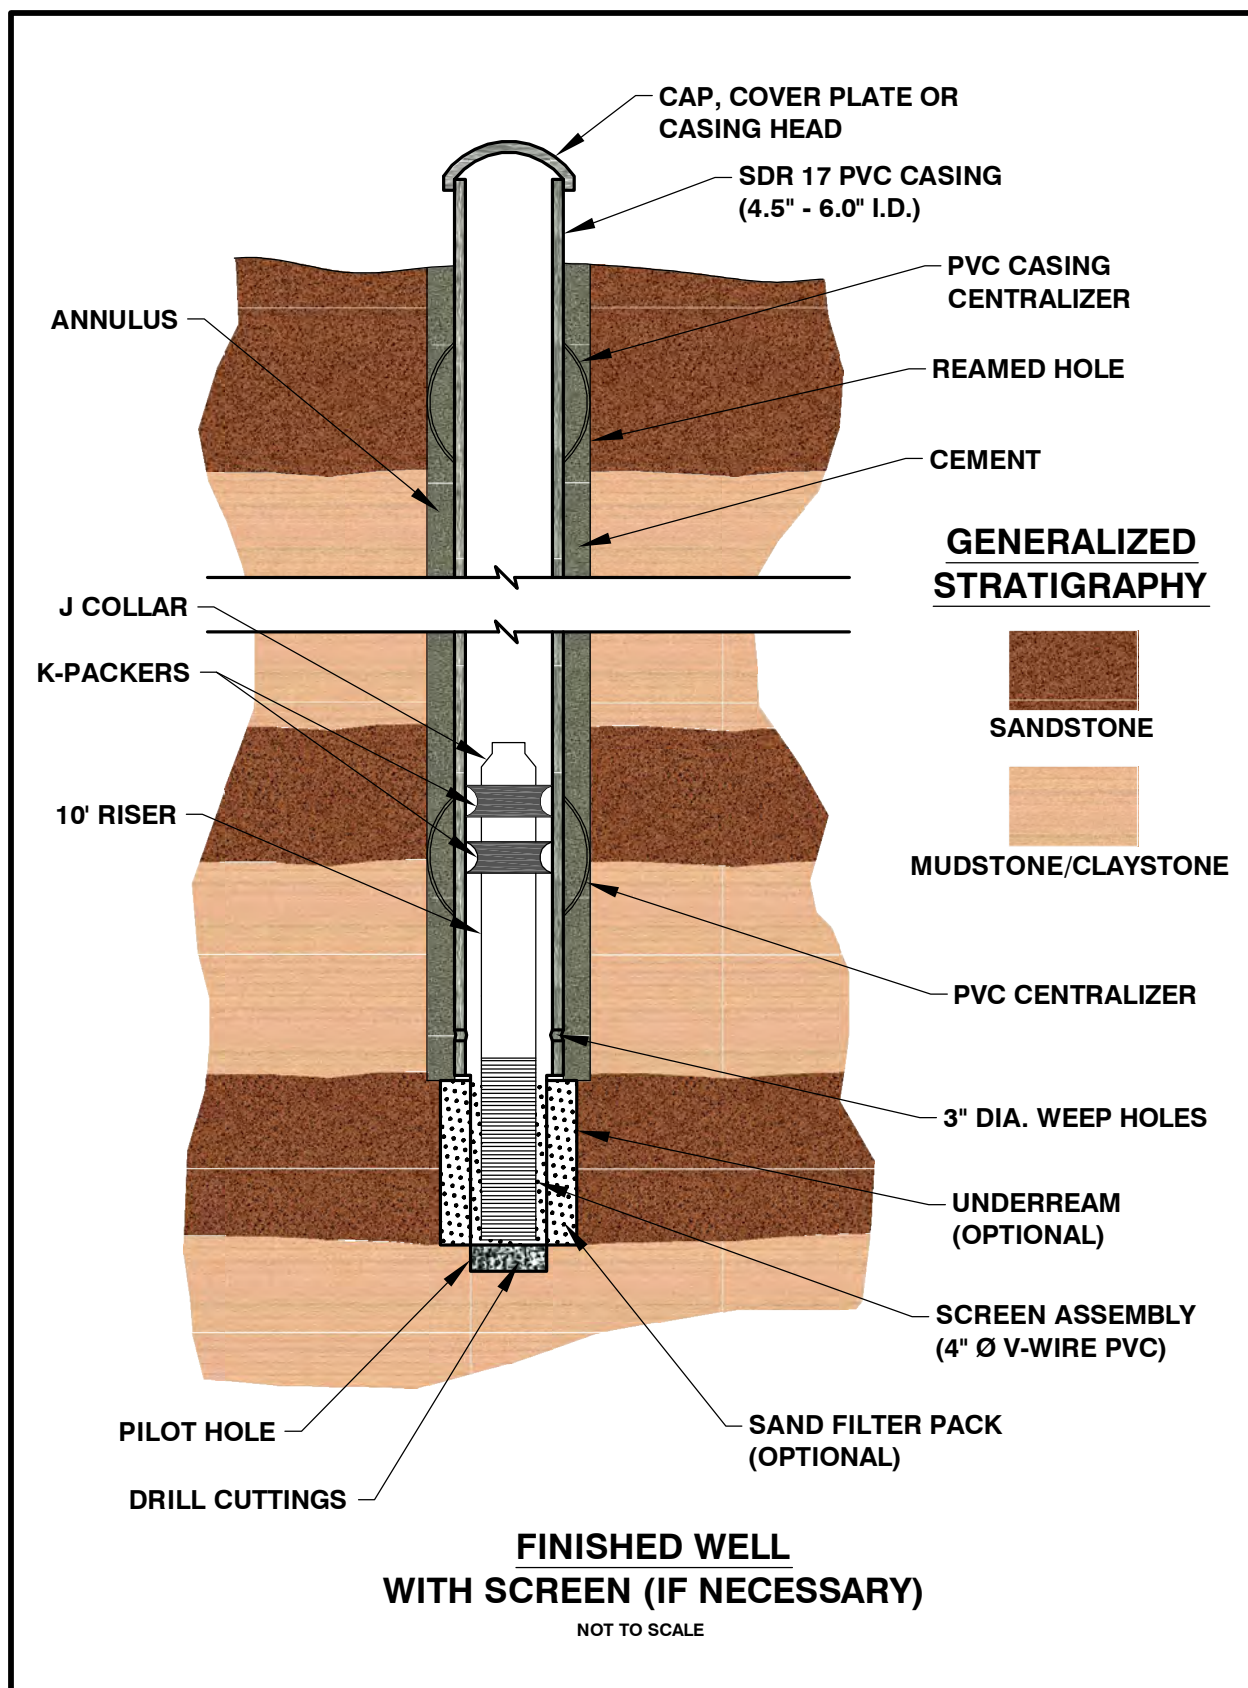 CAP, COVER PLATE OR
CASING HEAD
SDR 17 PVC CASING
(4.5" - 6.0" I.D.)
PVC CASING
CENTRALIZER
ANNULUS
REAMED HOLE
CEMENT
GENERALIZED
STRATIGRAPHY
J COLLAR
K-PACKERS
SANDSTONE
10' RISER
MUDSTONE/CLAYSTONE
PVC CENTRALIZER
3" DIA. WEEP HOLES
UNDERREAM
(OPTIONAL)
SCREEN ASSEMBLY
(4" Ø V-WIRE PVC)
PILOT HOLE
SAND FILTER PACK
(OPTIONAL)
DRILL CUTTINGS
FINISHED WELL
WITH SCREEN (IF NECESSARY)
NOT TO SCALE